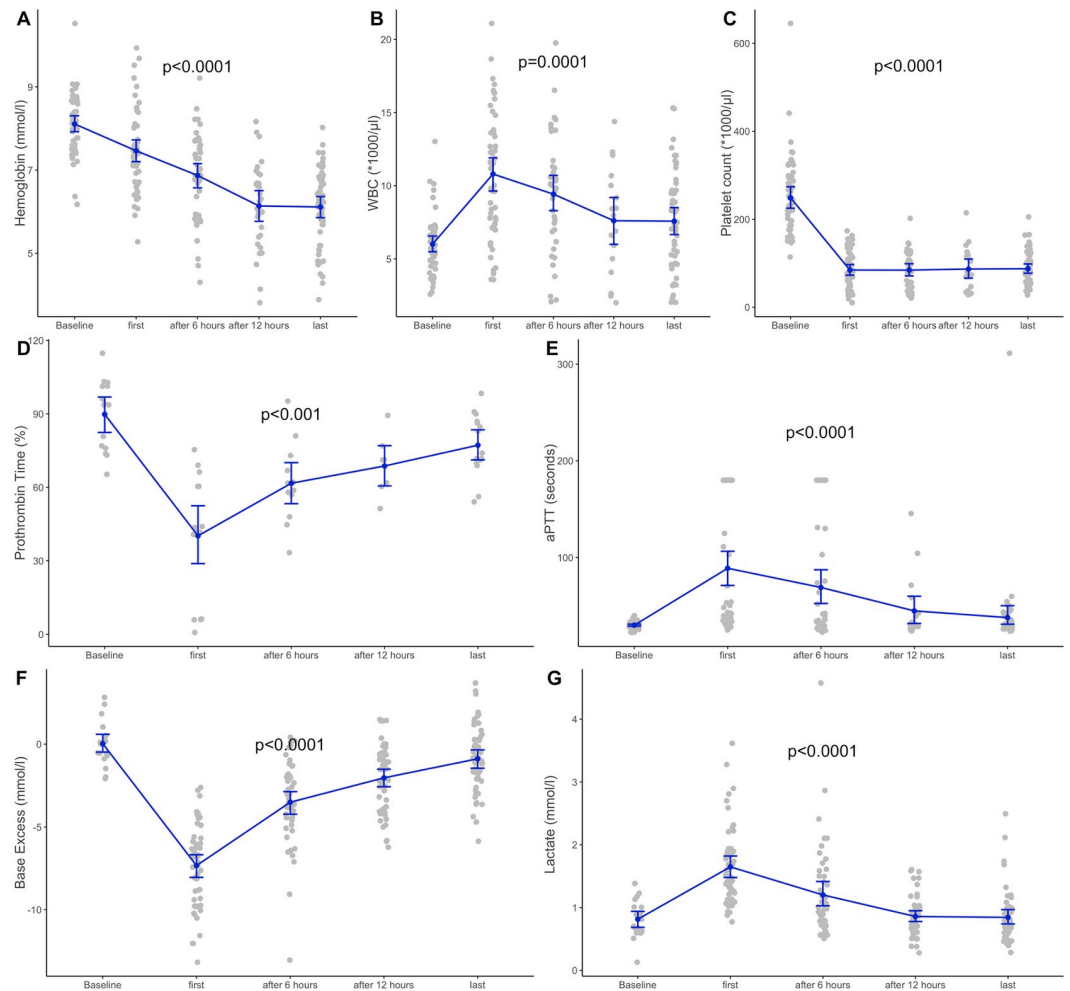 A
p<0.0001
Hemoglobin (mmol/l)
9
7
5
Baseline
first
after 6 hours
after 12 hours
last
B
p=0.0001
WBC (*1000/µl)
20
15
10
5
Baseline
first
after 6 hours
after 12 hours
last
C
p<0.0001
Platelet count (*1000/µl)
600
400
200
0
Baseline
first
after 6 hours
after 12 hours
last
D
p<0.001
Prothrombin Time (%)
120
90
60
30
0
Baseline
first
after 6 hours
after 12 hours
last
E
p<0.0001
aPTT (seconds)
300
200
100
Baseline
first
after 6 hours
after 12 hours
last
F
p<0.0001
Base Excess (mmol/l)
0
-5
-10
Baseline
first
after 6 hours
after 12 hours
last
G
p<0.0001
Lactate (mmol/l)
4
3
2
1
0
Baseline
first
after 6 hours
after 12 hours
last